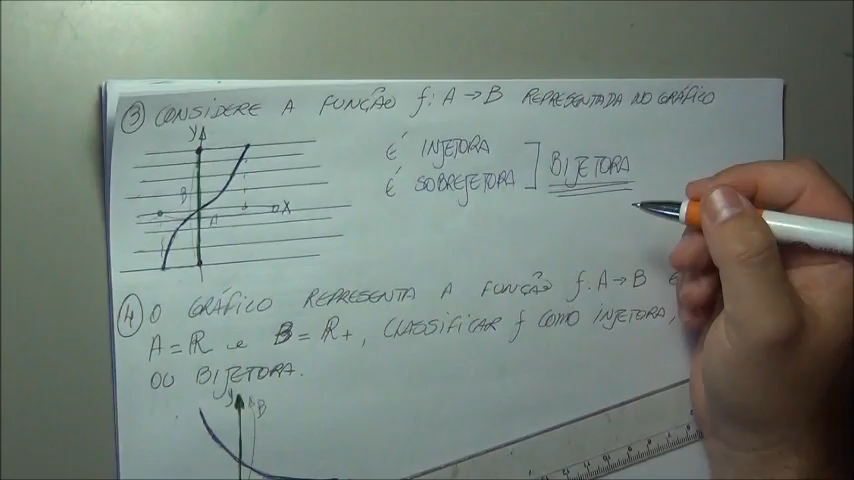 3 CONSIDERE A FUNÇÃO f: A → B REPRESENTADA NO GRÁFICO
y
B
A
X
É INJETORA
É SOBREJETORA
BIJETORA
4 O GRÁFICO REPRESENTA A FUNÇÃO f: A → B E
A = R e B = R+, CLASSIFICAR f COMO INJETORA,
OU BIJETORA.
y
B